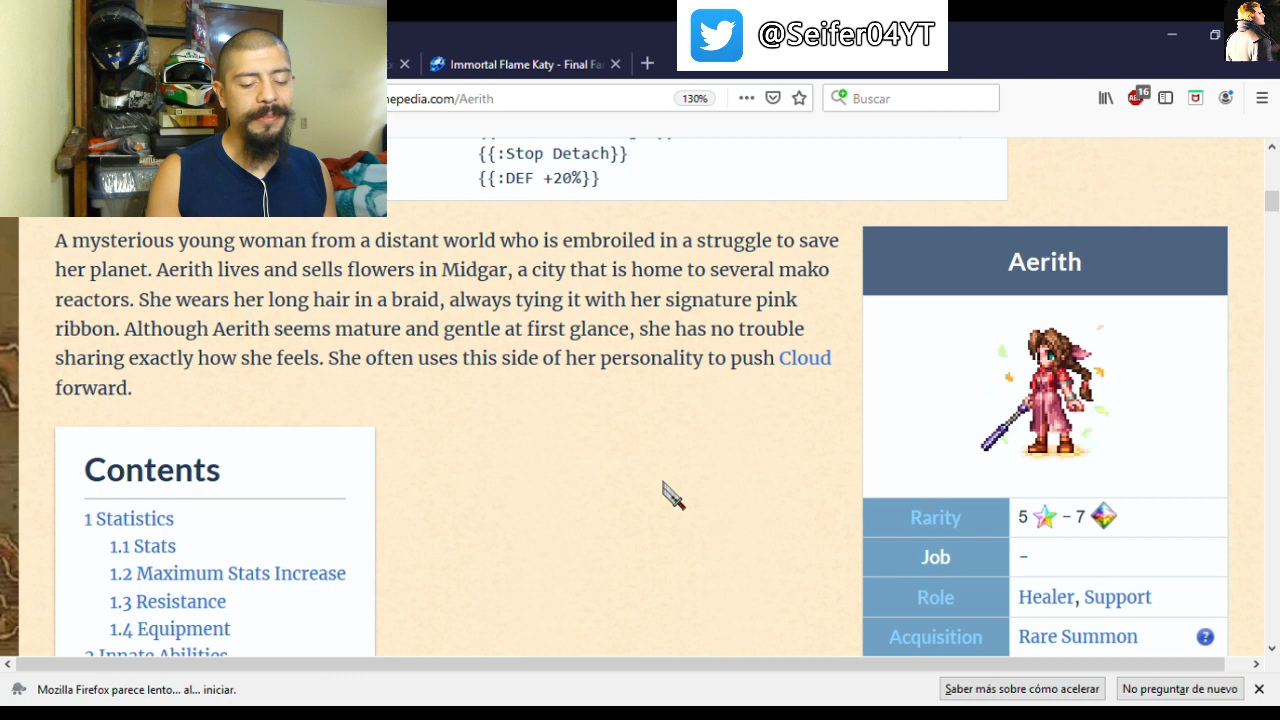 @Seifer04YT
Immortal Flame Katy - Final Fa
nepedia.com/Aerith
130%
Buscar
16
{{:Stop Detach}}
{{:DEF +20%}}
A mysterious young woman from a distant world who is embroiled in a struggle to save
her planet. Aerith lives and sells flowers in Midgar, a city that is home to several mako
reactors. She wears her long hair in a braid, always tying it with her signature pink
ribbon. Although Aerith seems mature and gentle at first glance, she has no trouble
sharing exactly how she feels. She often uses this side of her personality to push Cloud
forward.
Contents
1 Statistics
1.1 Stats
1.2 Maximum Stats Increase
1.3 Resistance
1.4 Equipment
2 Innate Abilities
Aerith
Rarity 5 - 7
Job -
Role Healer, Support
Acquisition Rare Summon ?
Mozilla Firefox parece lento... al... iniciar.
Saber más sobre cómo acelerar
No preguntar de nuevo